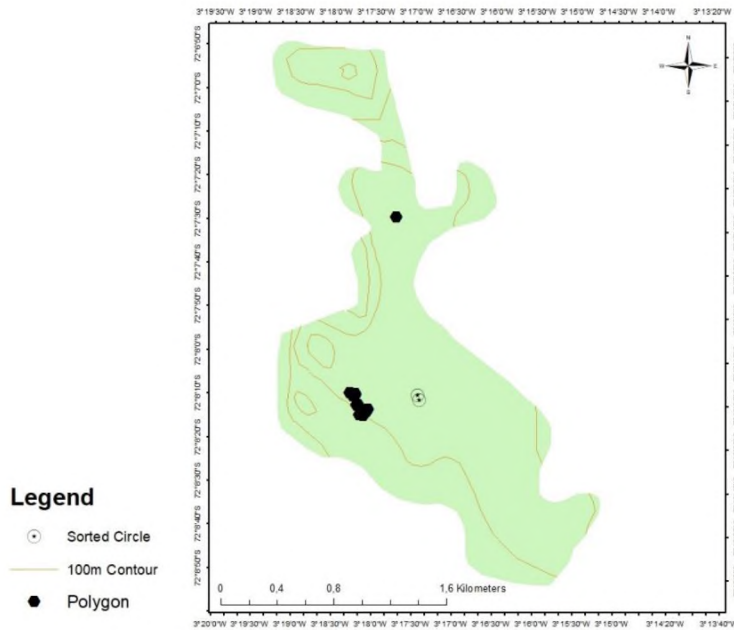 3°19'30"W 3°19'0"W 3°18'30"W 3°18'0"W 3°17'30"W 3°17'0"W 3°16'30"W 3°16'0"W 3°15'30"W 3°15'0"W 3°14'30"W 3°14'0"W 3°13'20"W
N
W E
S
72°6'50"S
72°7'0"S
72°7'10"S
72°7'20"S
72°7'30"S
72°7'40"S
72°7'50"S
72°8'0"S
72°8'10"S
72°8'20"S
72°8'30"S
72°8'40"S
72°8'50"S
Legend
Sorted Circle
100m Contour
Polygon
0 0,4 0,8 1,6 Kilometers
3°20'0"W 3°19'30"W 3°19'0"W 3°18'30"W 3°18'0"W 3°17'30"W 3°17'0"W 3°16'30"W 3°16'0"W 3°15'30"W 3°15'0"W 3°14'20"W 3°13'40"W